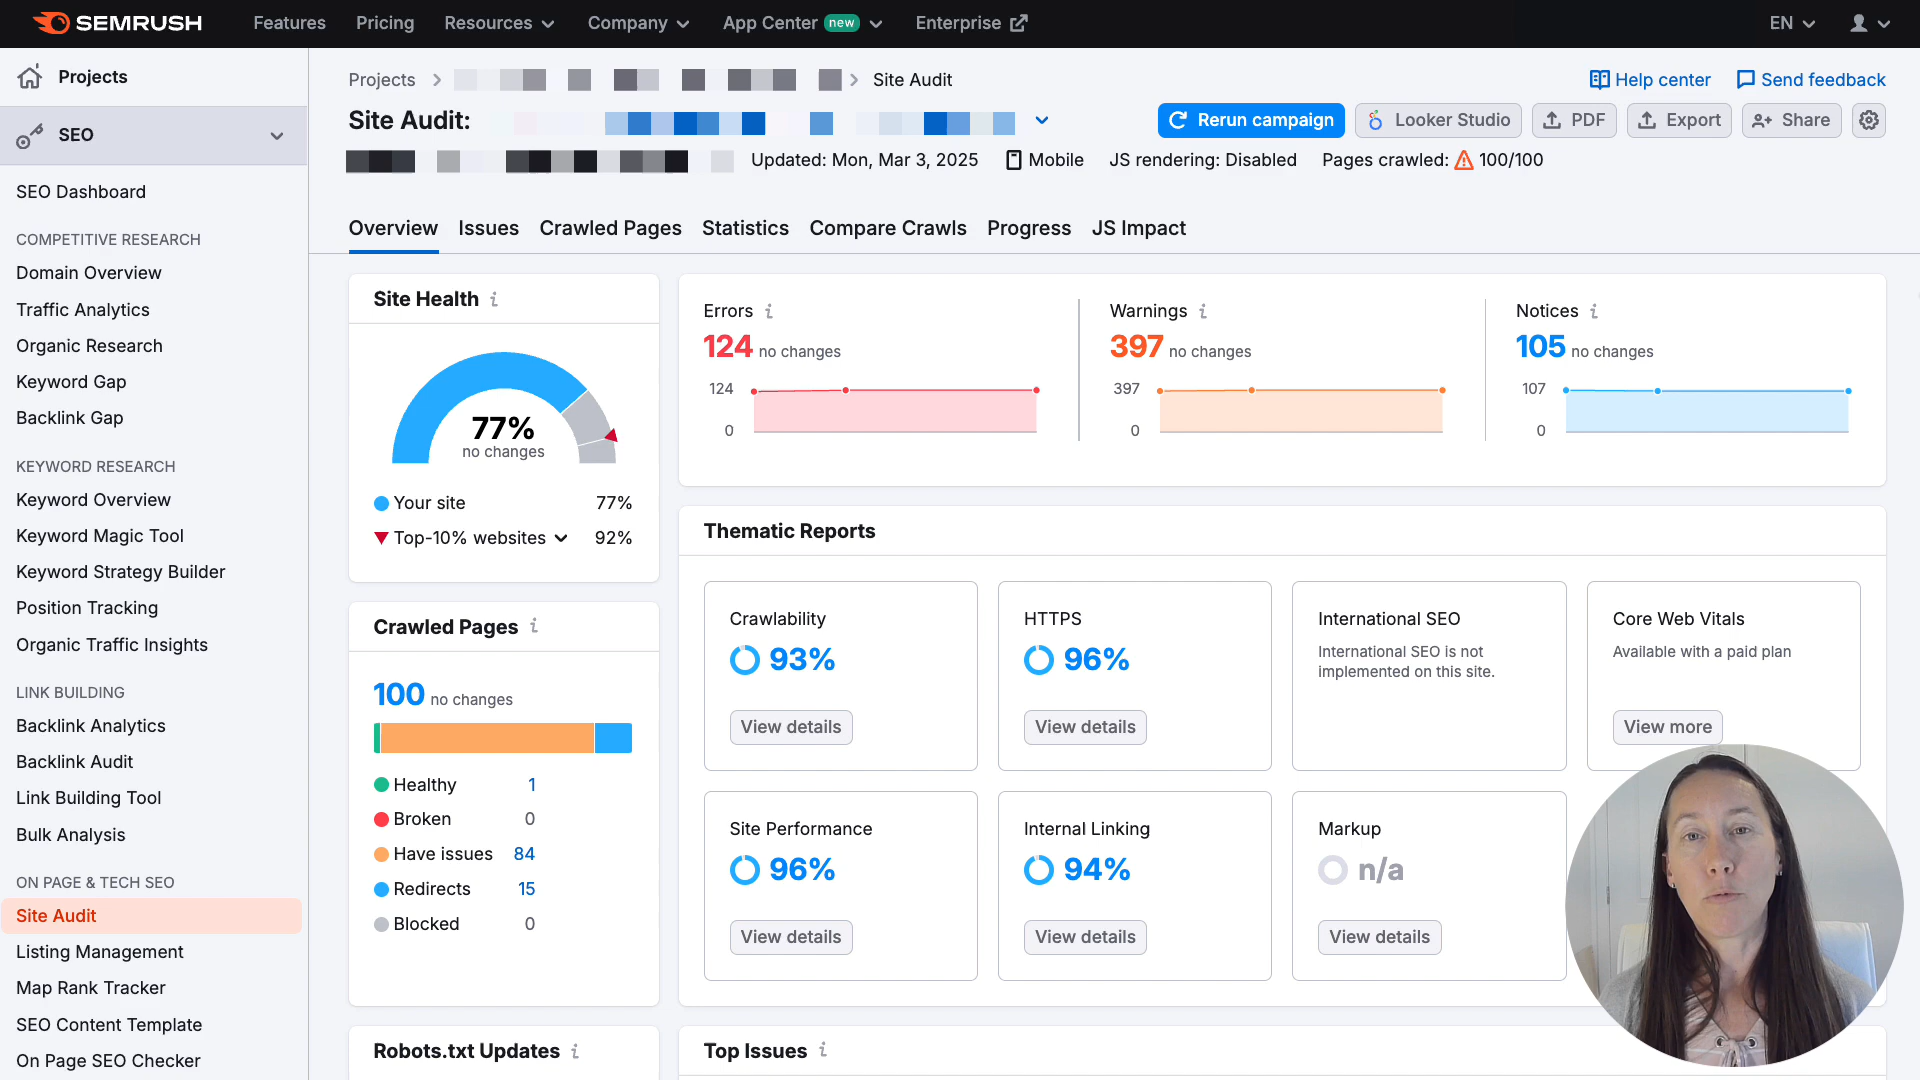 SEMRUSH
Features
Pricing
Resources
Company
App Center new
Enterprise
EN
Projects
SEO
SEO Dashboard
COMPETITIVE RESEARCH
Domain Overview
Traffic Analytics
Organic Research
Keyword Gap
Backlink Gap
KEYWORD RESEARCH
Keyword Overview
Keyword Magic Tool
Keyword Strategy Builder
Position Tracking
Organic Traffic Insights
LINK BUILDING
Backlink Analytics
Backlink Audit
Link Building Tool
Bulk Analysis
ON PAGE & TECH SEO
Site Audit
Listing Management
Map Rank Tracker
SEO Content Template
On Page SEO Checker
Projects > > Site Audit
Help center
Send feedback
Site Audit:
Rerun campaign
Looker Studio
PDF
Export
Share
Updated: Mon, Mar 3, 2025
Mobile
JS rendering: Disabled
Pages crawled: 100/100
Overview
Issues
Crawled Pages
Statistics
Compare Crawls
Progress
JS Impact
Site Health i
77%
no changes
Your site 77%
Top-10% websites 92%
Crawled Pages i
100 no changes
Healthy 1
Broken 0
Have issues 84
Redirects 15
Blocked 0
Robots.txt Updates i
Errors i
124 no changes
124
0
Warnings i
397 no changes
397
0
Notices i
105 no changes
107
0
Thematic Reports
Crawlability
93%
View details
HTTPS
96%
View details
International SEO
International SEO is not
implemented on this site.
Core Web Vitals
Available with a paid plan
View more
Site Performance
96%
View details
Internal Linking
94%
View details
Markup
n/a
View details
Top Issues i